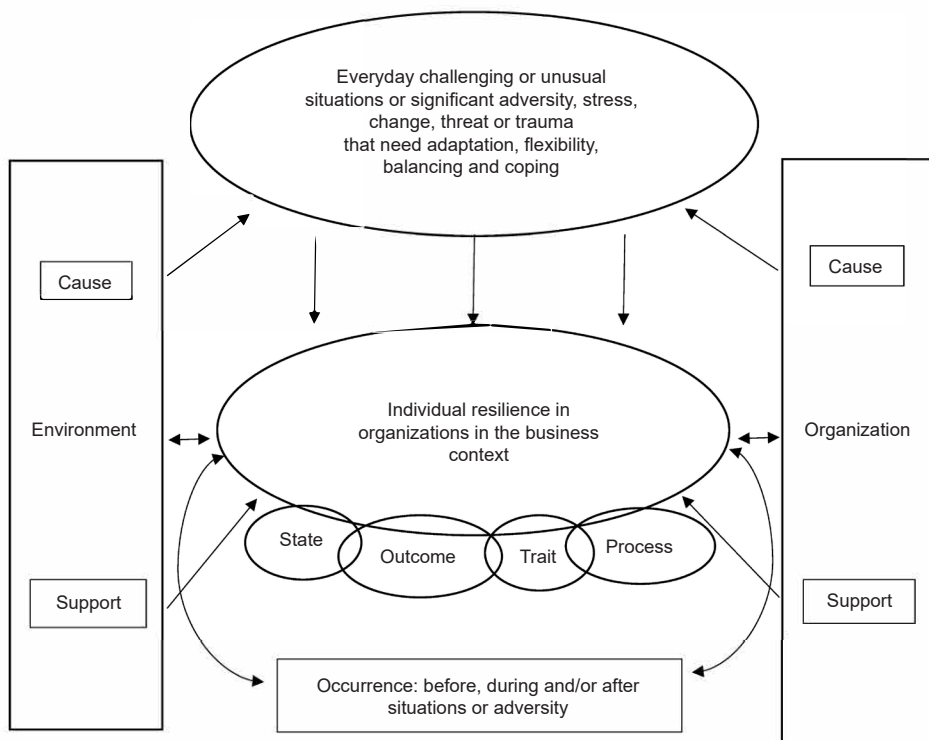 Everyday challenging or unusual
situations or significant adversity, stress,
change, threat or trauma
that need adaptation, flexibility,
balancing and coping
Cause
Cause
Environment
Individual resilience in
organizations in the business
context
Organization
State
Outcome
Trait
Process
Support
Support
Occurrence: before, during and/or after
situations or adversity